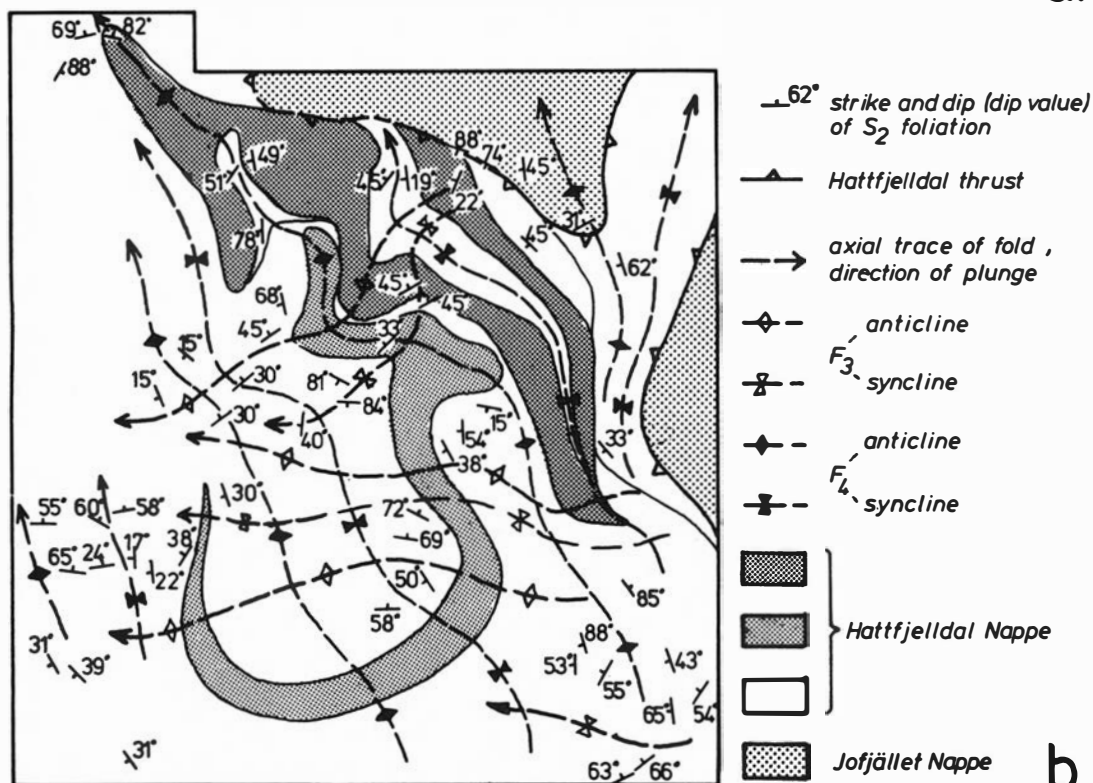 69° 82°
88°
51° 49°
78°
68°
45°
15°
15°
30°
30°
45° 19°
88°
74°
22°
45°
45°
31
62°
45°
45°
33
81°
84°
40°
15°
54°
38°
33°
30°
55° 60° 58°
65° 24° 17° 38°
22°
72°
69°
50°
58°
85°
31° 39°
88°
53°
55°
43°
65° 54°
31°
63° 66°
62° strike and dip (dip value)
of S2 foliation
Hattfjelldal thrust
axial trace of fold,
direction of plunge
anticline
F3
syncline
anticline
F4
syncline
Hattfjelldal Nappe
Jofjället Nappe
b